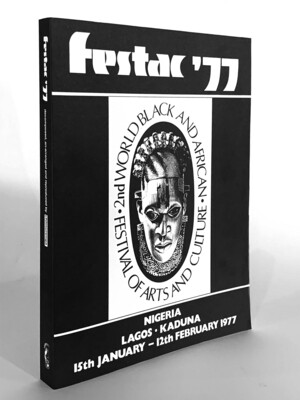 festac '77
2nd WORLD BLACK AND AFRICAN
• FESTIVAL OF ARTS AND CULTURE •
NIGERIA
LAGOS • KADUNA
15th JANUARY – 12th FEBRUARY 1977
festac '77